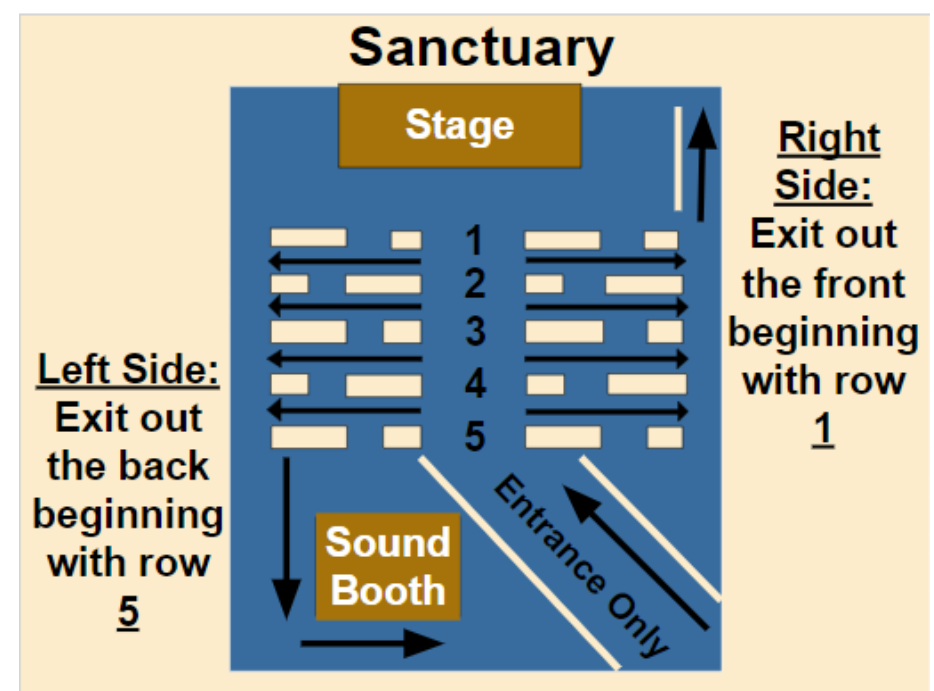 Sanctuary
Stage
Right
Side:
Exit out
the front
beginning
with row
1
1
2
3
4
5
Left Side:
Exit out
the back
beginning
with row
5
Sound
Booth
Entrance Only